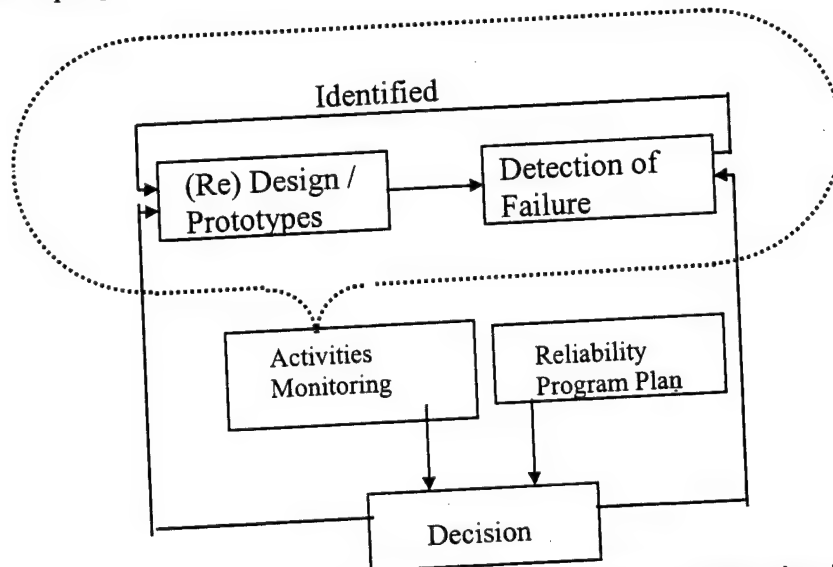 Identified
(Re) Design /
Prototypes
Detection of
Failure
Activities
Monitoring
Reliability
Program Plan
Decision